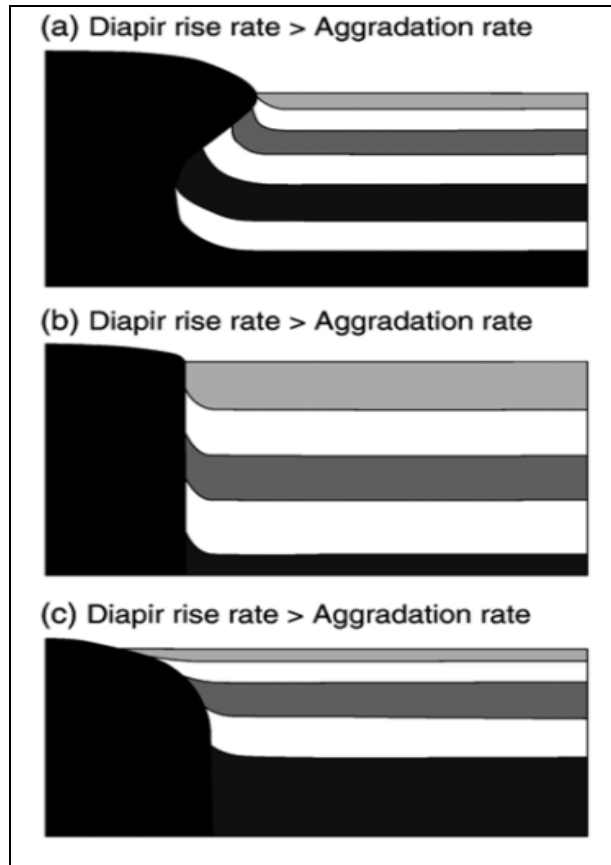 (a) Diapir rise rate > Aggradation rate
(b) Diapir rise rate > Aggradation rate
(c) Diapir rise rate > Aggradation rate